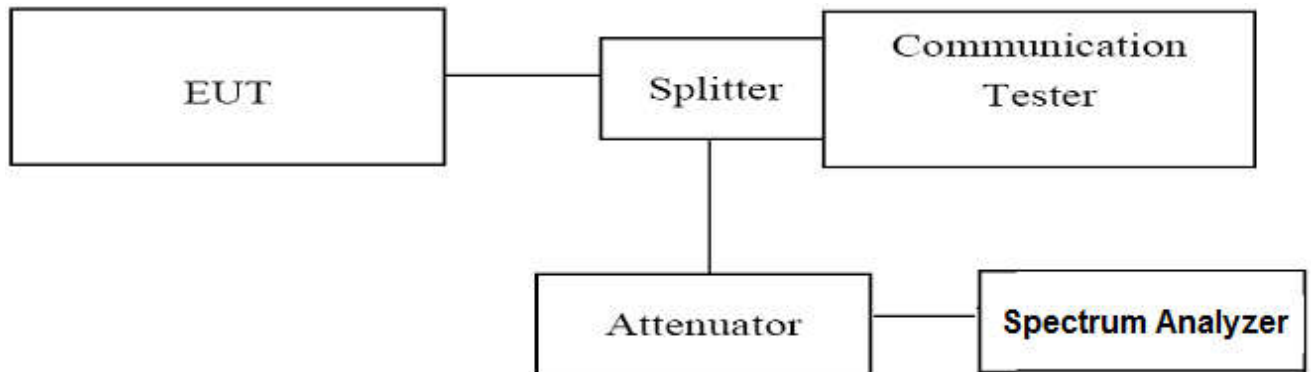 EUT
Splitter
Communication
Tester
Attenuator
Spectrum Analyzer